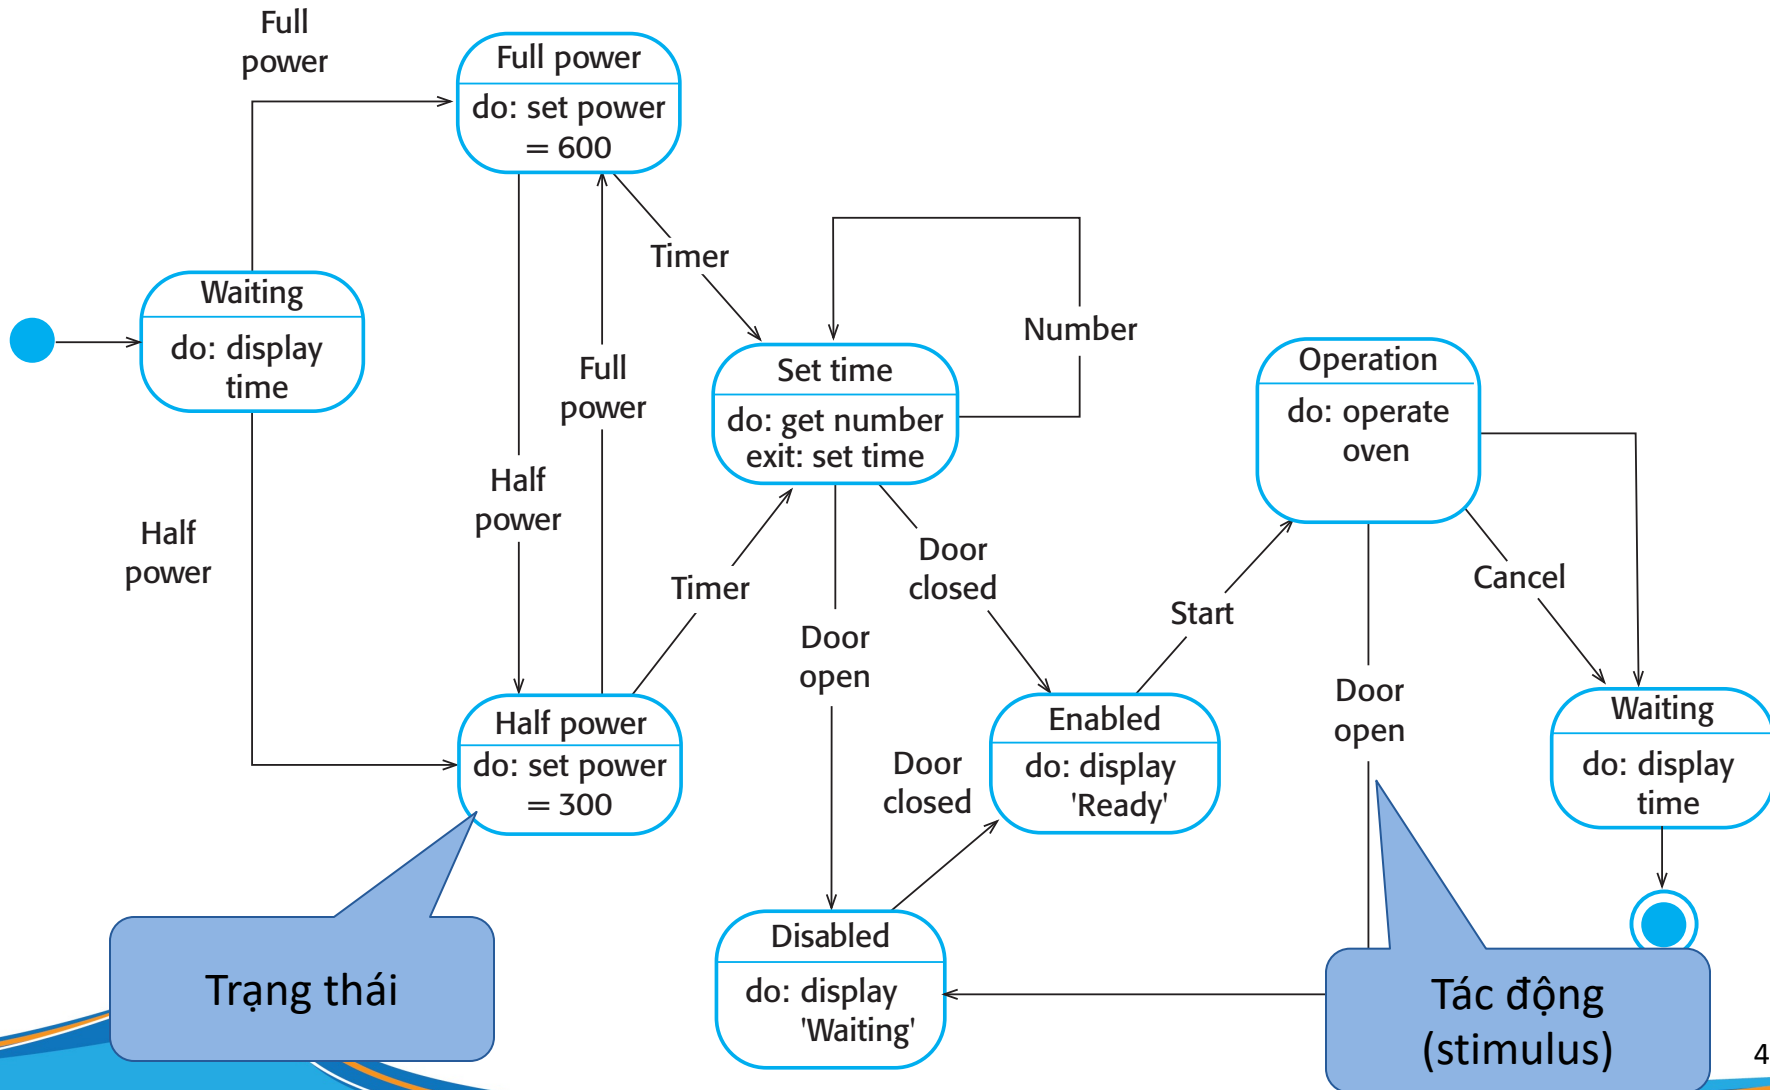 Full
power
Full power
do: set power
= 600
Timer
Waiting
do: display
time
Number
Full
power
Set time
do: get number
exit: set time
Operation
do: operate
oven
Half
power
Half
power
Timer
Door
closed
Cancel
Start
Door
open
Door
open
Half power
do: set power
= 300
Enabled
do: display
'Ready'
Waiting
do: display
time
Door
closed
Trạng thái
Disabled
do: display
'Waiting'
Tác động
(stimulus)
4